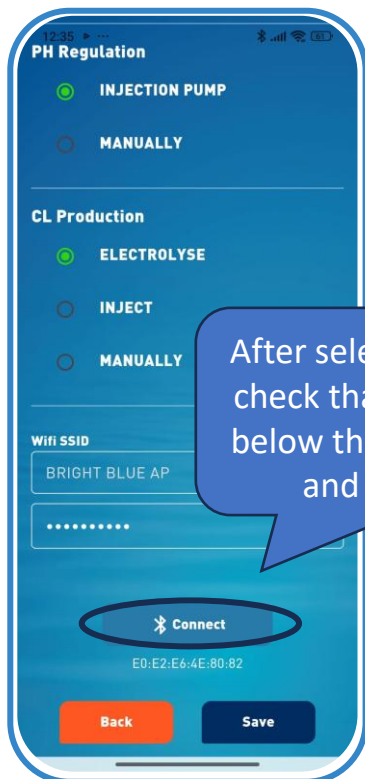 12:35
61
PH Regulation
INJECTION PUMP
MANUALLY
CL Production
ELECTROLYSE
INJECT
MANUALLY
After sele
check tha
below th
and
Wifi SSID
BRIGHT BLUE AP
••••••••••
Connect
E0:E2:E6:4E:80:82
Back
Save